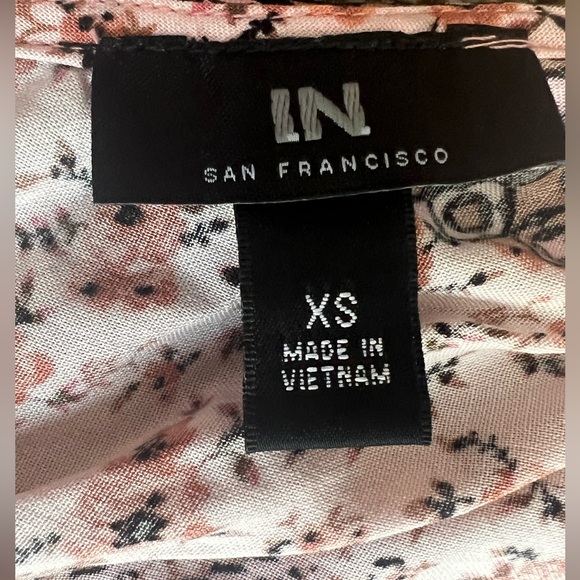 IN
SAN FRANCISCO
XS
MADE IN
VIETNAM